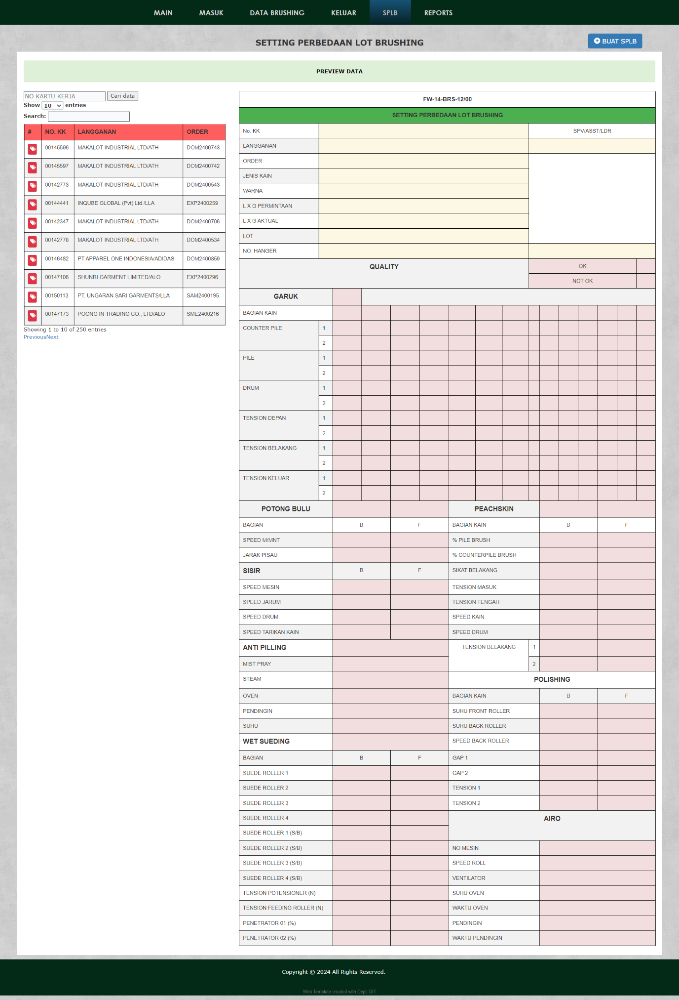 MAIN MASUK DATA BRUSHING KELUAR SPLB REPORTS
SETTING PERBEDAAN LOT BRUSHING
BUAT SPLB
PREVIEW DATA
NO KARTU KERJA Cari data
Show 10 entries
Search:
# NO. KK LANGGANAN ORDER
00145596 MAKALOT INDUSTRIAL LTD/ATH DOM2400743
00145597 MAKALOT INDUSTRIAL LTD/ATH DOM2400742
00142773 MAKALOT INDUSTRIAL LTD/ATH DOM2400543
00144441 INQUBE GLOBAL (Pvt) Ltd./LLA EXP2400259
00142347 MAKALOT INDUSTRIAL LTD/ATH DOM2400706
00142778 MAKALOT INDUSTRIAL LTD/ATH DOM2400534
00146482 PT APPAREL ONE INDONESIA/ADIDAS DOM2400859
00147106 SHUNRI GARMENT LIMITED/ALO EXP2400296
00150113 PT. UNGARAN SARI GARMENTS/LLA SAM2400195
00147173 POONG IN TRADING CO., LTD/ALO SME2400216
Showing 1 to 10 of 250 entries
PreviousNext
FW-14-BRS-12/00
SETTING PERBEDAAN LOT BRUSHING
No. KK SPV/ASST/LDR
LANGGANAN
ORDER
JENIS KAIN
WARNA
L X G PERMINTAAN
L X G AKTUAL
LOT
NO. HANGER
QUALITY OK
NOT OK
GARUK
BAGIAN KAIN
COUNTER PILE 1
2
PILE 1
2
DRUM 1
2
TENSION DEPAN 1
2
TENSION BELAKANG 1
2
TENSION KELUAR 1
2
POTONG BULU PEACHSKIN
BAGIAN B F BAGIAN KAIN B F
SPEED M/MNT % PILE BRUSH
JARAK PISAU % COUNTERPILE BRUSH
SISIR B F SIKAT BELAKANG
SPEED MESIN TENSION MASUK
SPEED JARUM TENSION TENGAH
SPEED DRUM SPEED KAIN
SPEED TARIKAN KAIN SPEED DRUM
ANTI PILLING TENSION BELAKANG 1
MIST PRAY 2
STEAM POLISHING
OVEN BAGIAN KAIN B F
PENDINGIN SUHU FRONT ROLLER
SUHU SUHU BACK ROLLER
WET SUEDING SPEED BACK ROLLER
BAGIAN B F GAP 1
SUEDE ROLLER 1 GAP 2
SUEDE ROLLER 2 TENSION 1
SUEDE ROLLER 3 TENSION 2
SUEDE ROLLER 4 AIRO
SUEDE ROLLER 1 (S/B)
SUEDE ROLLER 2 (S/B) NO MESIN
SUEDE ROLLER 3 (S/B) SPEED ROLL
SUEDE ROLLER 4 (S/B) VENTILATOR
TENSION POTENSIONER (N) SUHU OVEN
TENSION FEEDING ROLLER (N) WAKTU OVEN
PENETRATOR 01 (%) PENDINGIN
PENETRATOR 02 (%) WAKTU PENDINGIN
Copyright © 2024 All Rights Reserved.
Web Template created with Dept. DIT